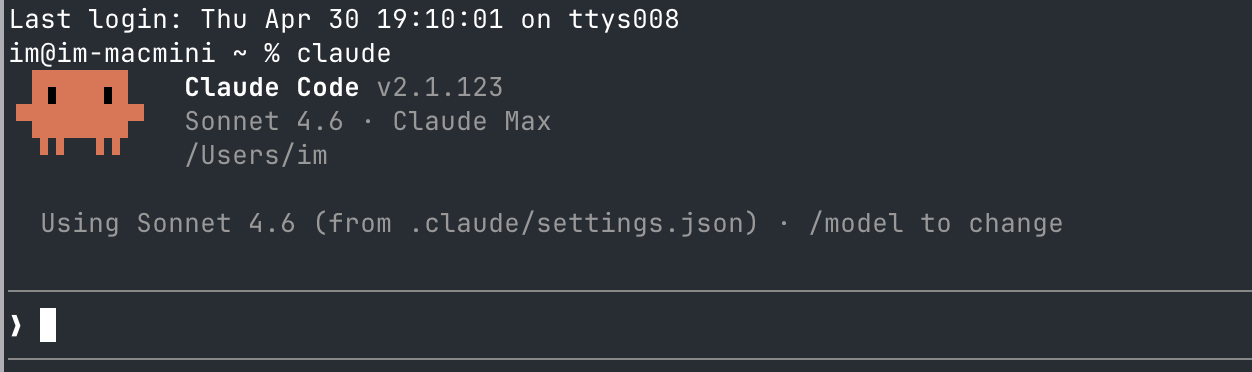 Last login: Thu Apr 30 19:10:01 on ttys008
im@im-macmini ~ % claude
Claude Code v2.1.123
Sonnet 4.6 · Claude Max
/Users/im
Using Sonnet 4.6 (from .claude/settings.json) · /model to change
❯